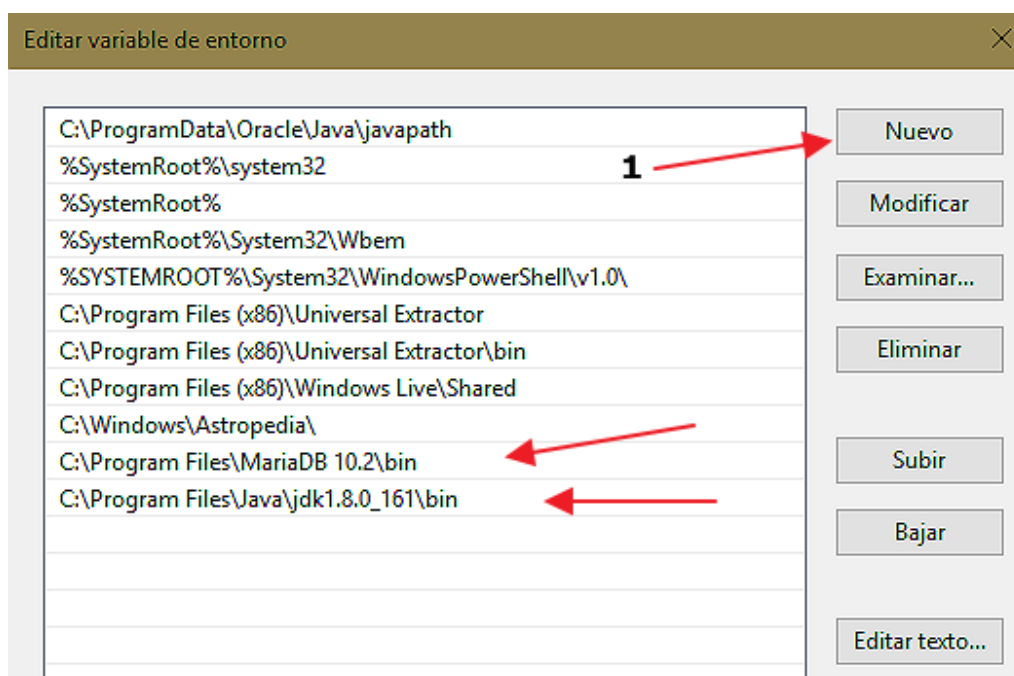 Editar variable de entorno
C:\ProgramData\Oracle\Java\javapath
Nuevo
%SystemRoot%\system32
1
%SystemRoot%
Modificar
%SystemRoot%\System32\Wbem
%SYSTEMROOT%\System32\WindowsPowerShell\v1.0\
Examinar...
C:\Program Files (x86)\Universal Extractor
C:\Program Files (x86)\Universal Extractor\bin
Eliminar
C:\Program Files (x86)\Windows Live\Shared
C:\Windows\Astropedia\
C:\Program Files\MariaDB 10.2\bin
Subir
C:\Program Files\Java\jdk1.8.0_161\bin
Bajar
Editar texto...